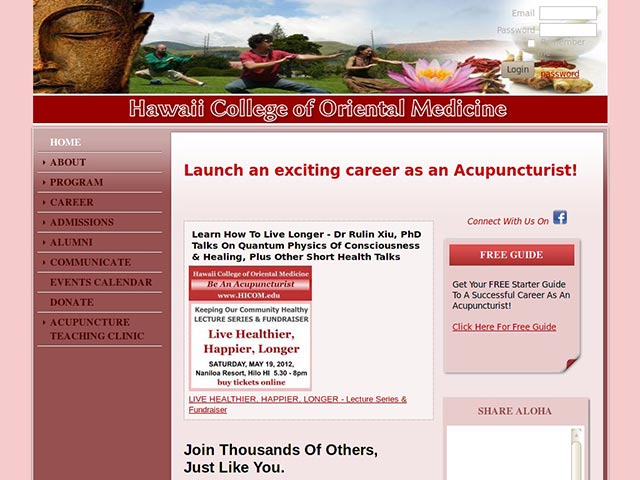 Email
Password
Remember
me
Login
password
Hawaii College of Oriental Medicine
HOME
ABOUT
PROGRAM
CAREER
ADMISSIONS
ALUMNI
COMMUNICATE
EVENTS CALENDAR
DONATE
ACUPUNCTURE
TEACHING CLINIC
Launch an exciting career as an Acupuncturist!
Learn How To Live Longer - Dr Rulin Xiu, PhD
Talks On Quantum Physics Of Consciousness
& Healing, Plus Other Short Health Talks
Hawaii College of Oriental Medicine
Be An Acupuncturist
www.HICOM.edu
Keeping Our Community Healthy
LECTURE SERIES & FUNDRAISER
Live Healthier,
Happier, Longer
SATURDAY, MAY 19, 2012,
Naniloa Resort, Hilo HI 5.30 - 8pm
buy tickets online
LIVE HEALTHIER, HAPPIER, LONGER - Lecture Series &
Fundraiser
Join Thousands Of Others,
Just Like You.
Connect With Us On
FREE GUIDE
Get Your FREE Starter Guide
To A Successful Career As An
Acupuncturist!
Click Here For Free Guide
SHARE ALOHA